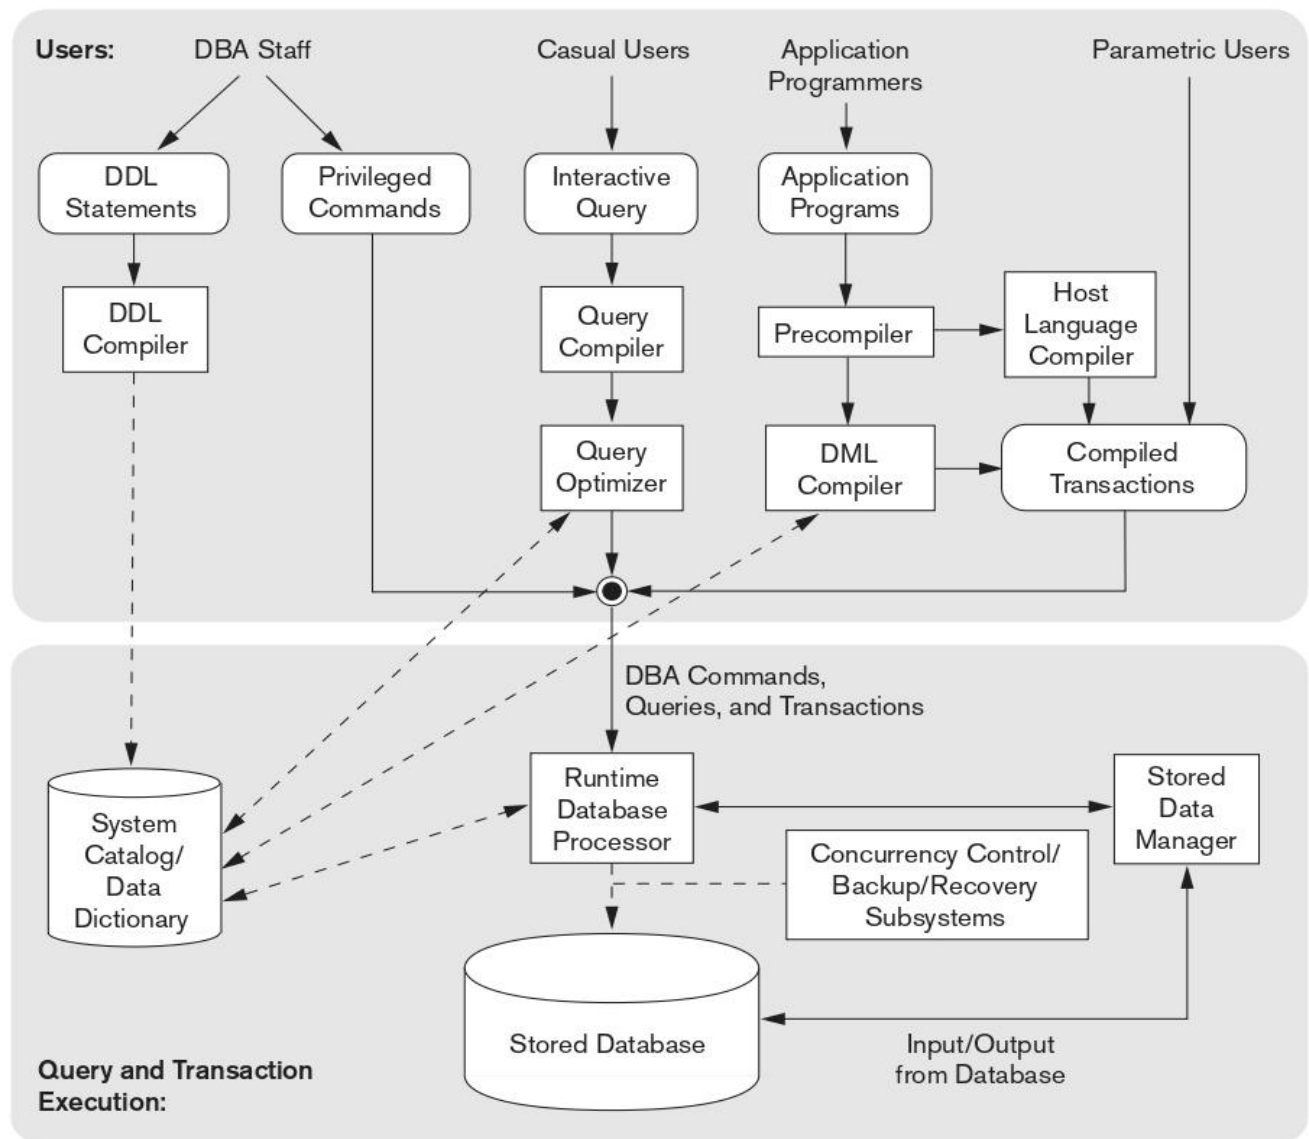 Users:
DBA Staff
Casual Users
Application
Programmers
Parametric Users
DDL
Statements
Privileged
Commands
Interactive
Query
Application
Programs
DDL
Compiler
Query
Compiler
Precompiler
Host
Language
Compiler
Query
Optimizer
DML
Compiler
Compiled
Transactions
DBA Commands,
Queries, and Transactions
System
Catalog/
Data
Dictionary
Runtime
Database
Processor
Stored
Data
Manager
Concurrency Control/
Backup/Recovery
Subsystems
Stored Database
Input/Output
from Database
Query and Transaction
Execution: